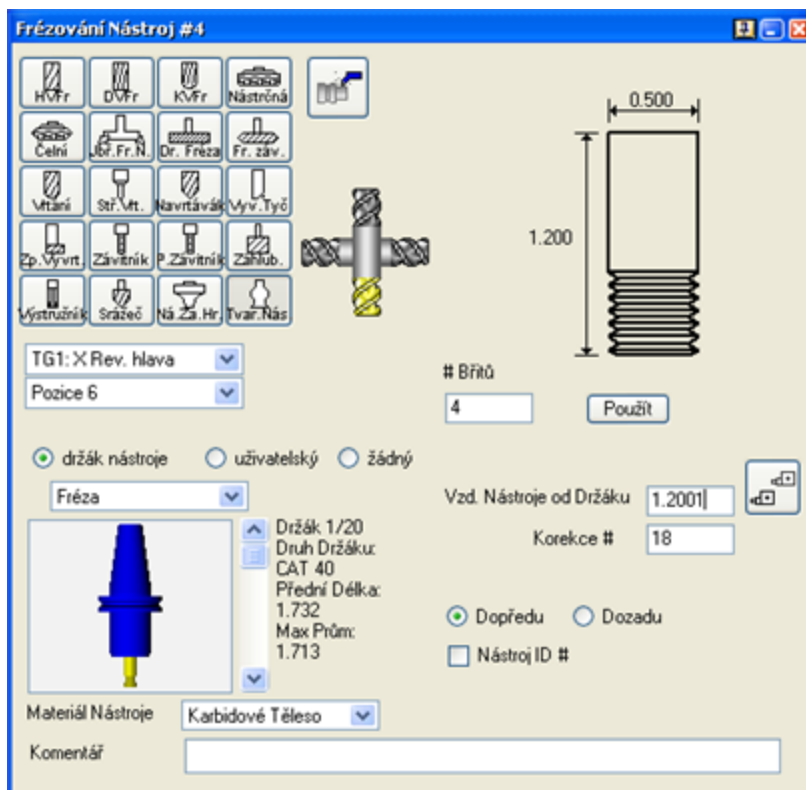 Frézování Nástroj #4
HVFr DVFr KVFr Nástrčná
Čelní Jbř.Fr.N. Dr. Fréza Fr. záv.
Vrtání Stř.Vrt. Navrtávák Vyv.Tyč
Zp.Vyvrt. Závitník P.Závitník Záhlub.
Výstružník Srážeč Ná.Za.Hr. Tvar.Nás
0.500
1.200
TG1: X Rev. hlava
Pozice 6
# Břitů
4
Použít
držák nástroje uživatelský žádný
Fréza
Vzd. Nástroje od Držáku 1.2001
Korekce # 18
Držák 1/20
Druh Držáku:
CAT 40
Přední Délka:
1.732
Max Prům:
1.713
Dopředu Dozadu
Nástroj ID #
Materiál Nástroje Karbidové Těleso
Komentář